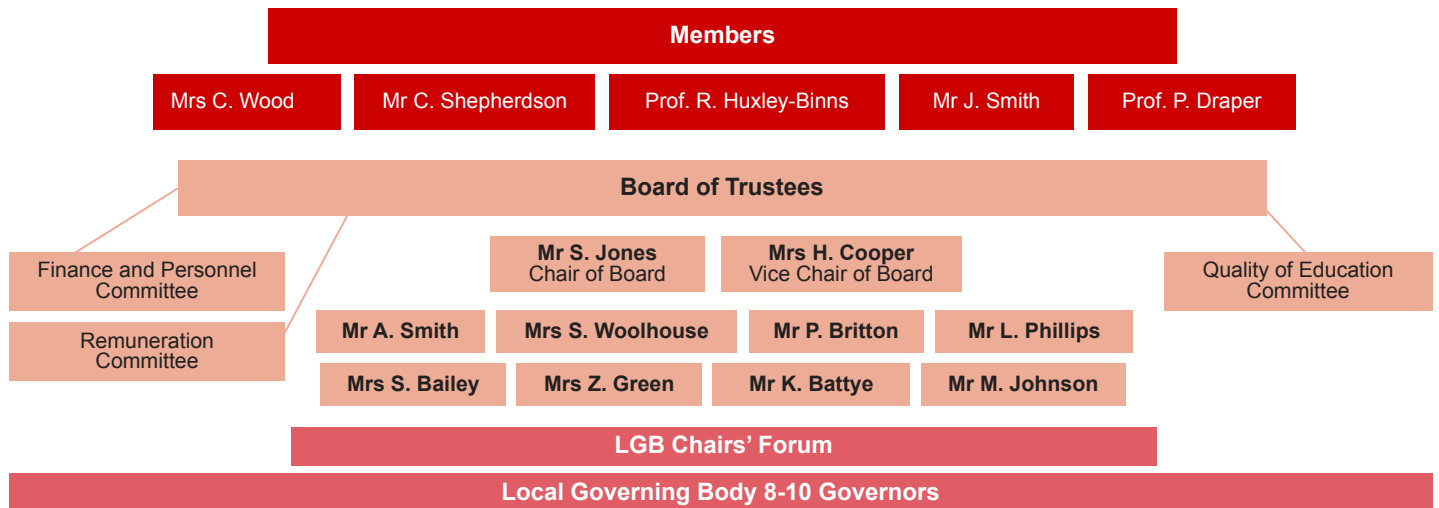 Members
Mrs C. Wood
Mr C. Shepherdson
Prof. R. Huxley-Binns
Mr J. Smith
Prof. P. Draper
Board of Trustees
Finance and Personnel
Committee
Remuneration
Committee
Mr S. Jones
Chair of Board
Mrs H. Cooper
Vice Chair of Board
Quality of Education
Committee
Mr A. Smith
Mrs S. Woolhouse
Mr P. Britton
Mr L. Phillips
Mrs S. Bailey
Mrs Z. Green
Mr K. Battye
Mr M. Johnson
LGB Chairs’ Forum
Local Governing Body 8-10 Governors